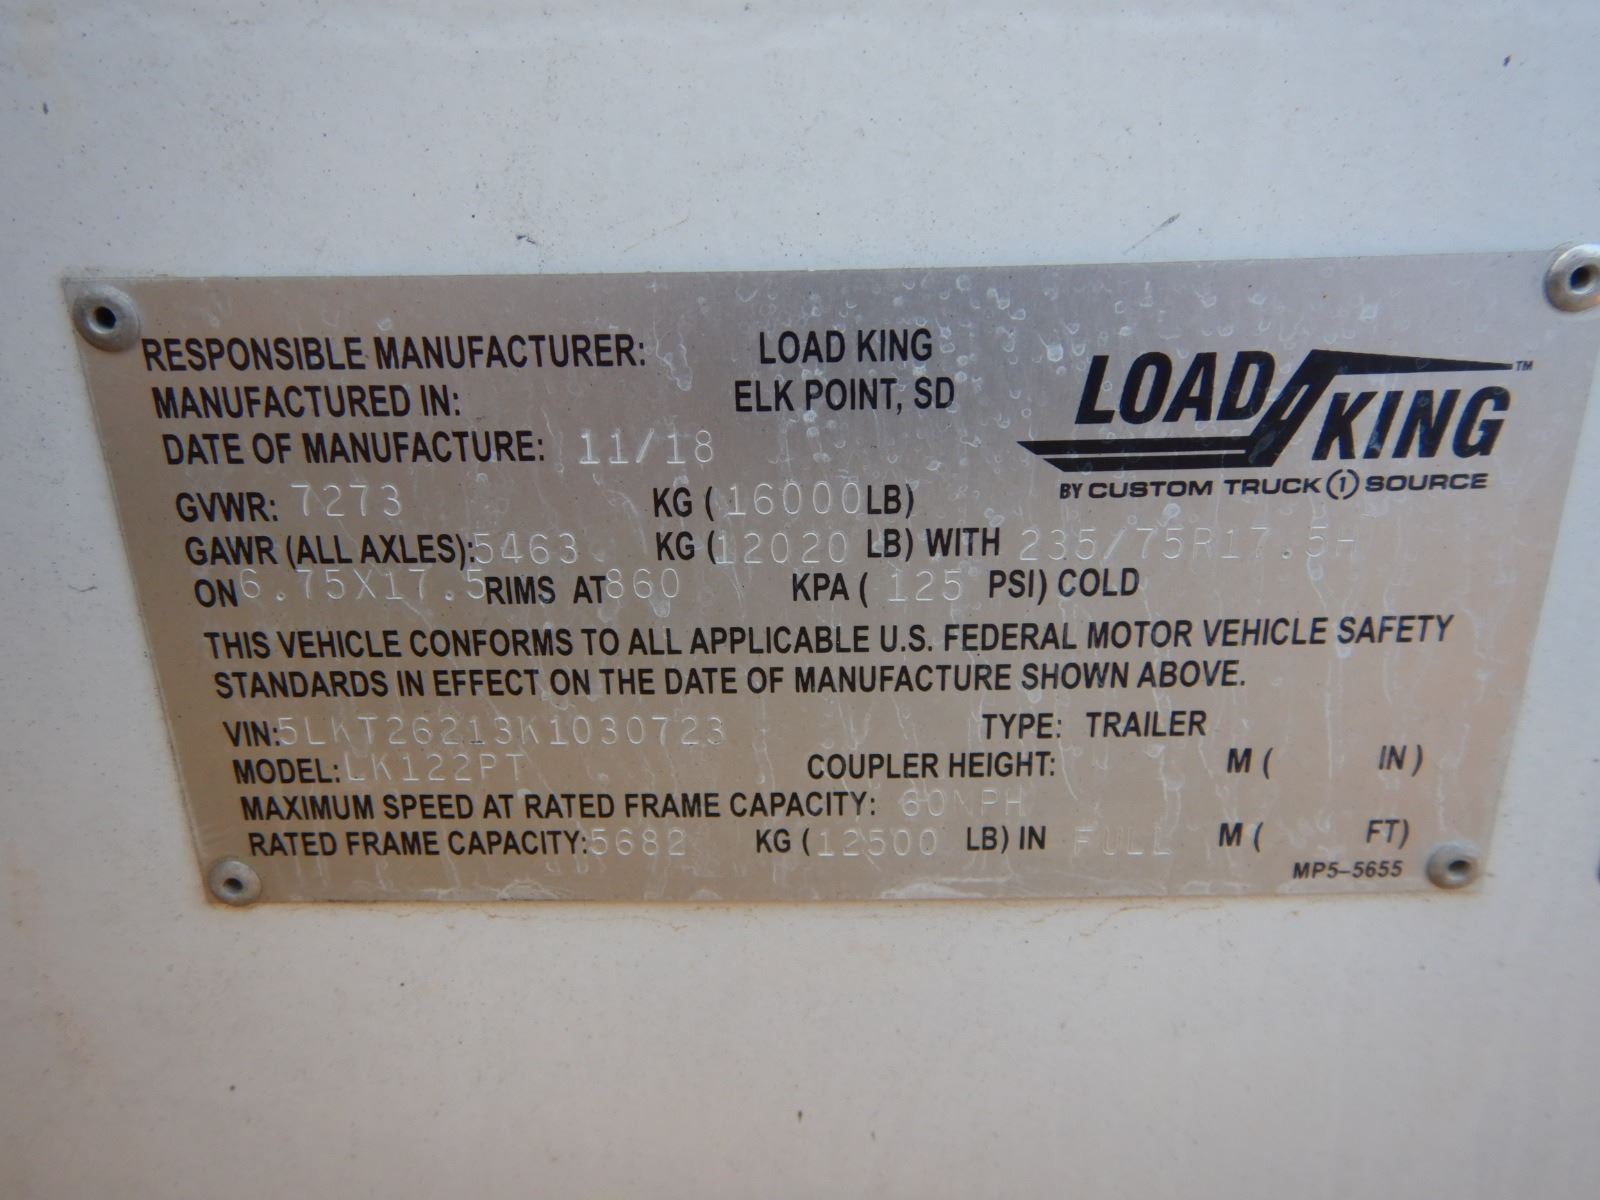 RESPONSIBLE MANUFACTURER: LOAD KING
MANUFACTURED IN: ELK POINT, SD
DATE OF MANUFACTURE: 11/18
LOAD KING™
BY CUSTOM TRUCK 1 SOURCE
GVWR: 7273 KG ( 16000 LB)
GAWR (ALL AXLES): 5463 KG ( 12020 LB) WITH 235/75R17.5H
ON 6.75X17.5 RIMS AT 860 KPA ( 125 PSI) COLD
THIS VEHICLE CONFORMS TO ALL APPLICABLE U.S. FEDERAL MOTOR VEHICLE SAFETY
STANDARDS IN EFFECT ON THE DATE OF MANUFACTURE SHOWN ABOVE.
VIN: 5LKT26213K1030723 TYPE: TRAILER
MODEL: LK122PT COUPLER HEIGHT: M ( IN )
MAXIMUM SPEED AT RATED FRAME CAPACITY: 60MPH
RATED FRAME CAPACITY: 5682 KG ( 12500 LB) IN FULL M ( FT)
MP5-5655